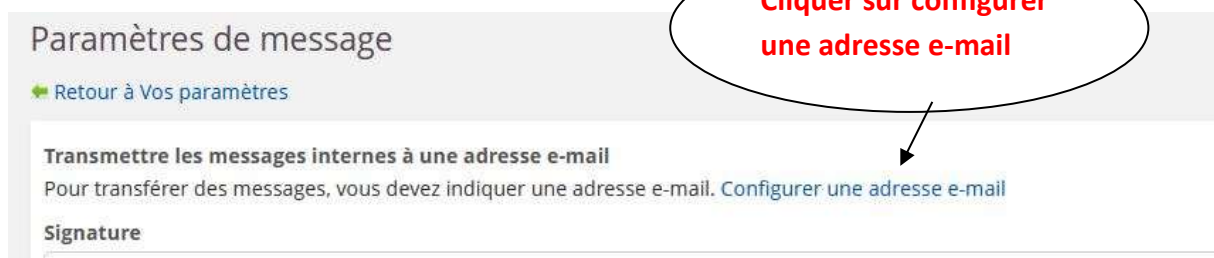 Cliquer sur configurer
une adresse e-mail
Paramètres de message
Retour à Vos paramètres
Transmettre les messages internes à une adresse e-mail
Pour transférer des messages, vous devez indiquer une adresse e-mail. Configurer une adresse e-mail
Signature